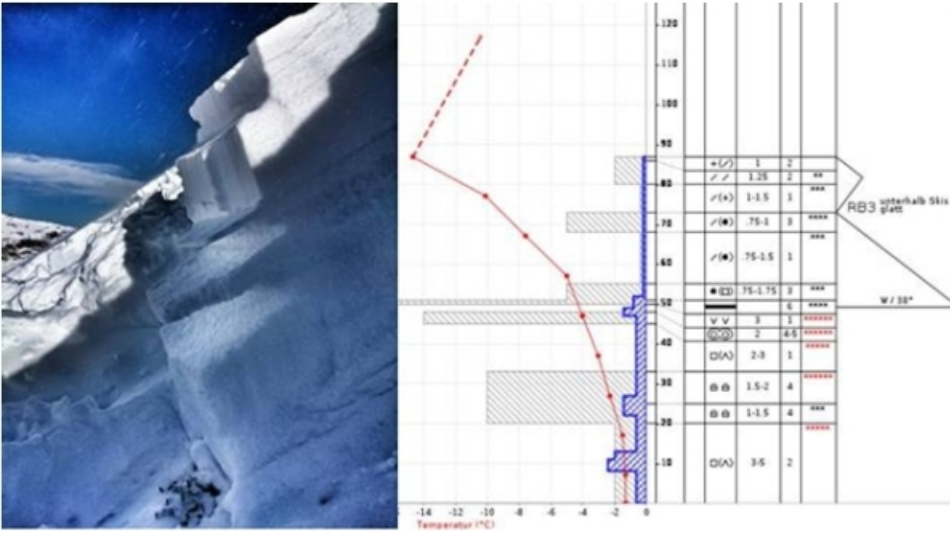 120
110
100
90
80
70
60
50
40
30
20
10
-14 -12 -10 -8 -6 -4 -2 0
Temperatur (°C)
+(/) 1 2
/ / 1.25 2 **
/(+) 1-1.5 1 ***
/(●) .75-1 3 ****
/(●) .75-1.5 1 ***
●(□) .75-1.75 3 ***
6 ****
V V 3 1 ******
2 4-5 ******
□(∧) 2-3 1 *****
1.5-2 4 ******
1-1.5 4 ***
□(∧) 3-5 2 *****
RB3 unterhalb Skis
glatt
W / 38°